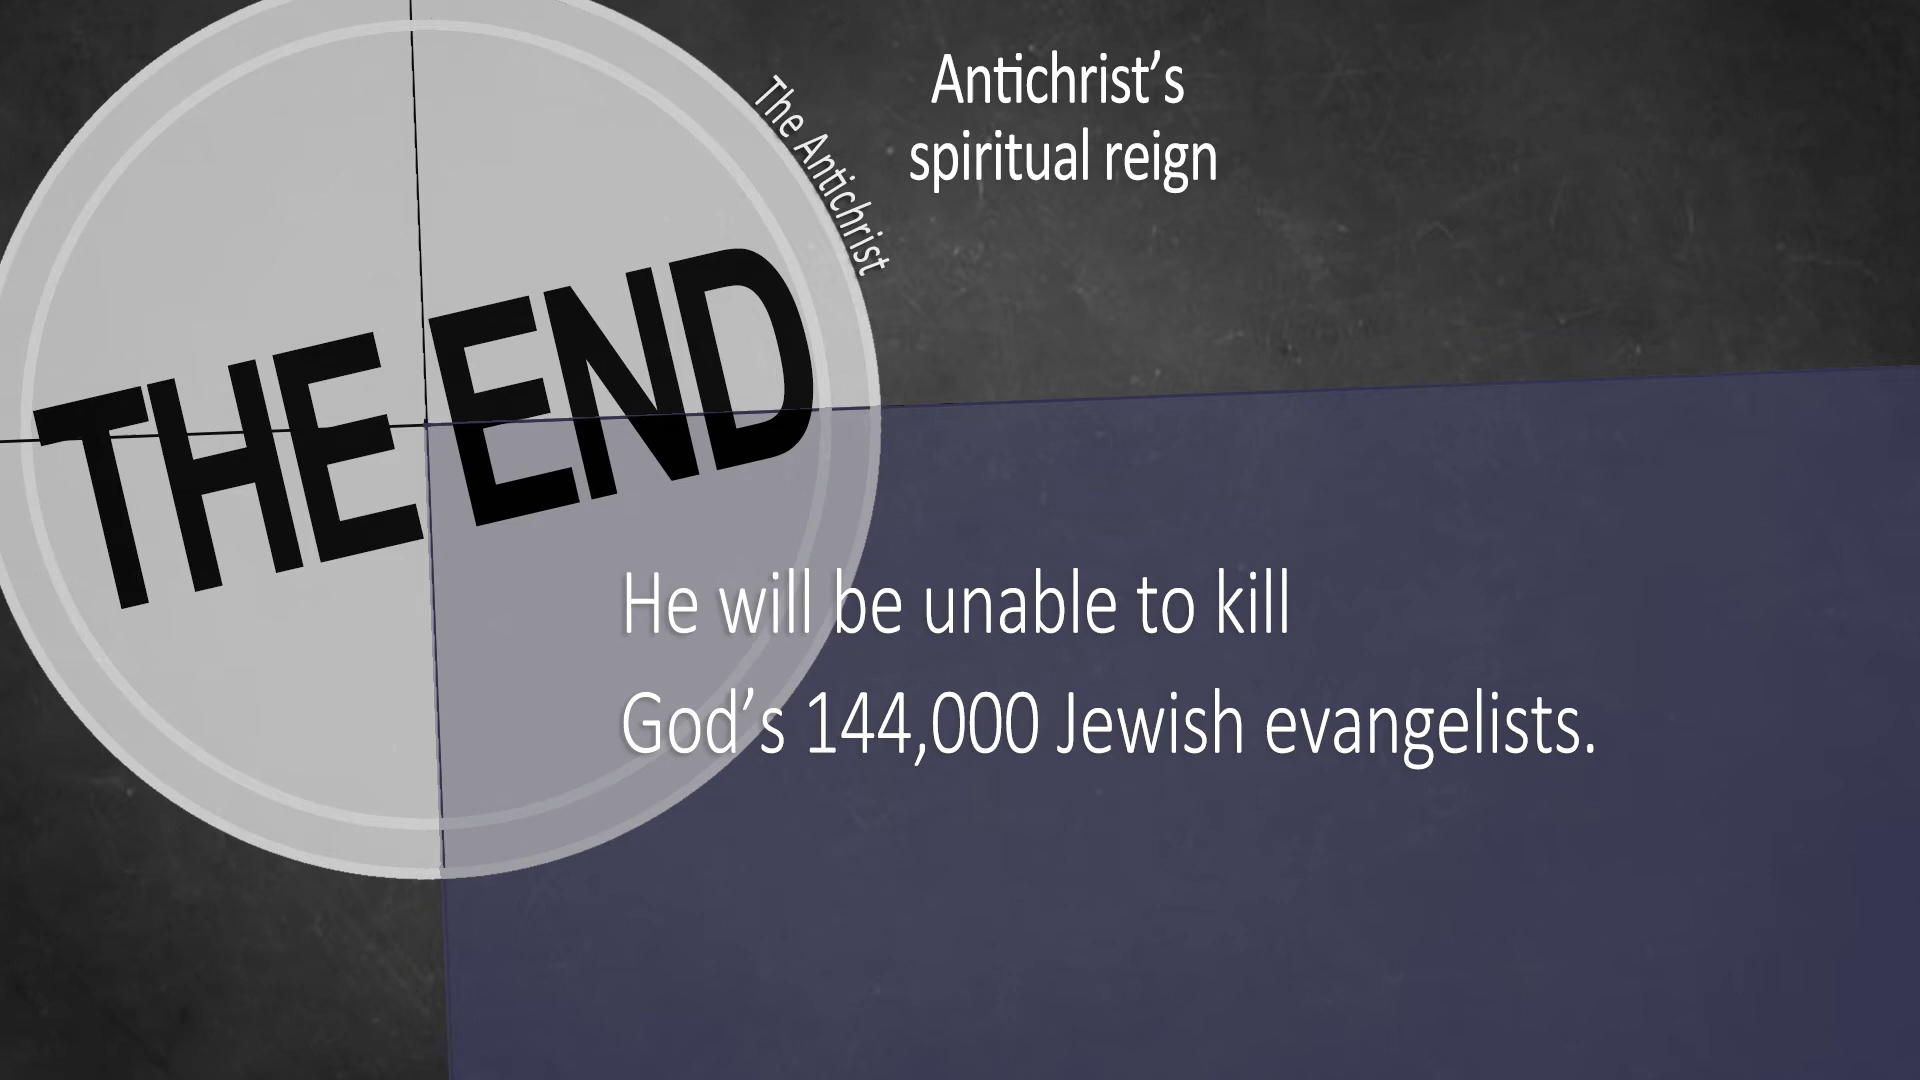 THE END
The Antichrist
Antichrist’s
spiritual reign
He will be unable to kill
God’s 144,000 Jewish evangelists.